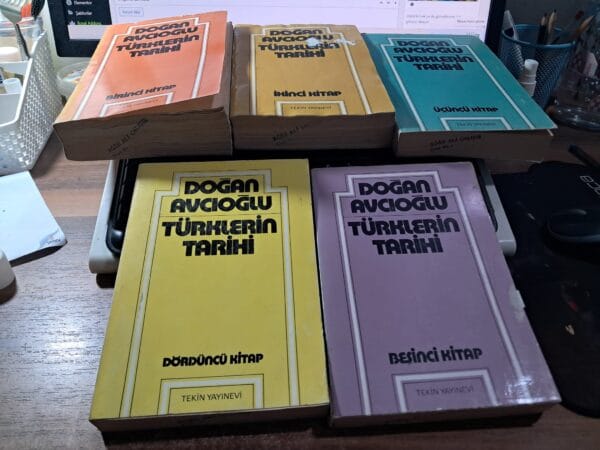 DOĞAN
AVCIOĞLU
TÜRKLERİN
TARİHİ
BİRİNCİ KİTAP
DOĞAN
AVCIOĞLU
TÜRKLERİN
TARİHİ
İKİNCİ KİTAP
TEKİN YAYINEVİ
DOĞAN
AVCIOĞLU
TÜRKLERİN
TARİHİ
ÜÇÜNCÜ KİTAP
TEKİN YAYINEVİ
DOĞAN
AVCIOĞLU
TÜRKLERİN
TARİHİ
DÖRDÜNCÜ KİTAP
TEKİN YAYINEVİ
DOĞAN
AVCIOĞLU
TÜRKLERİN
TARİHİ
BEŞİNCİ KİTAP
TEKİN YAYINEVİ